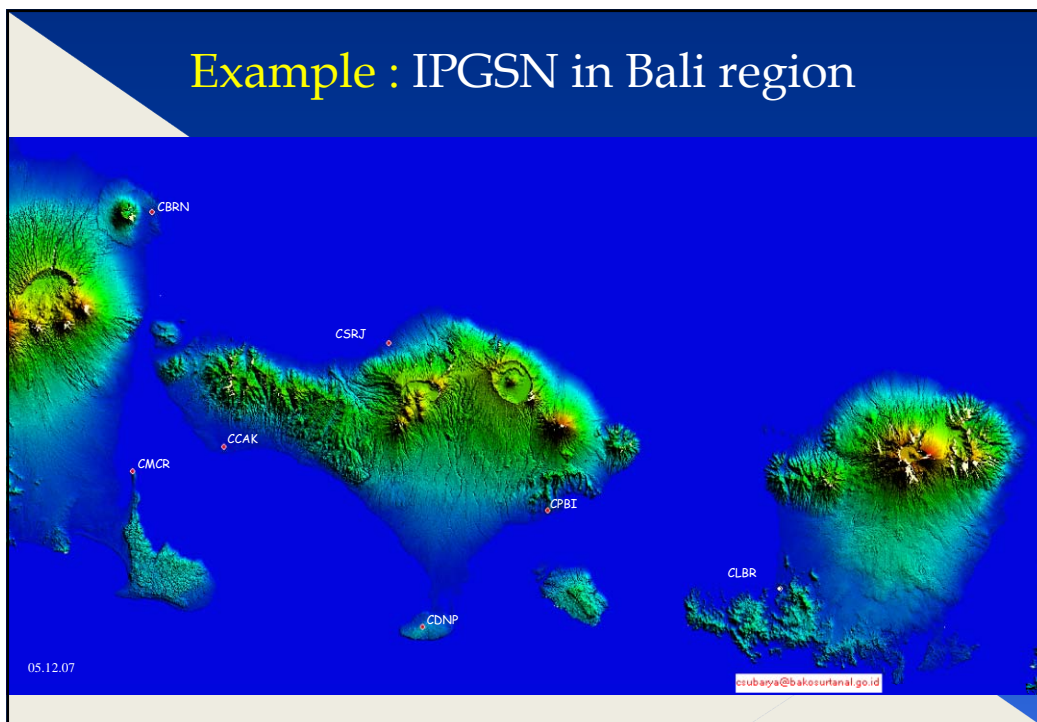 Example : IPGSN in Bali region
CBRN
CSRJ
CCAK
CMCR
CPBI
CLBR
CDNP
05.12.07
csubarya@bakosurtanal.go.id